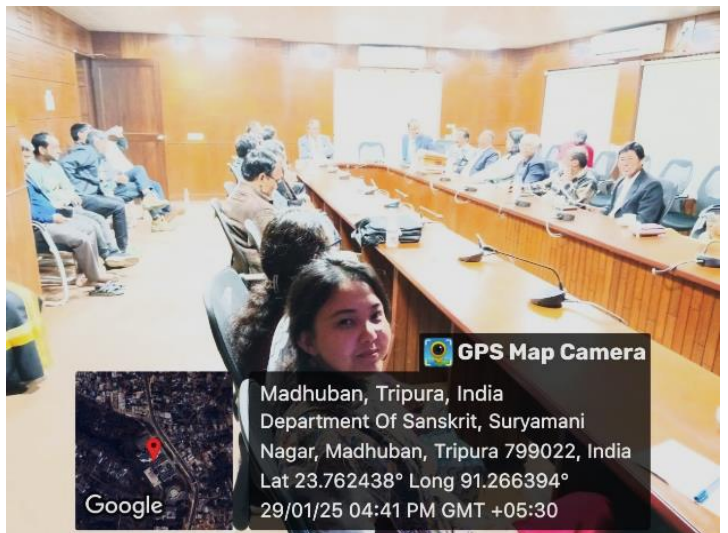 GPS Map Camera
Madhuban, Tripura, India
Department Of Sanskrit, Suryamani
Nagar, Madhuban, Tripura 799022, India
Lat 23.762438° Long 91.266394°
29/01/25 04:41 PM GMT +05:30
Google